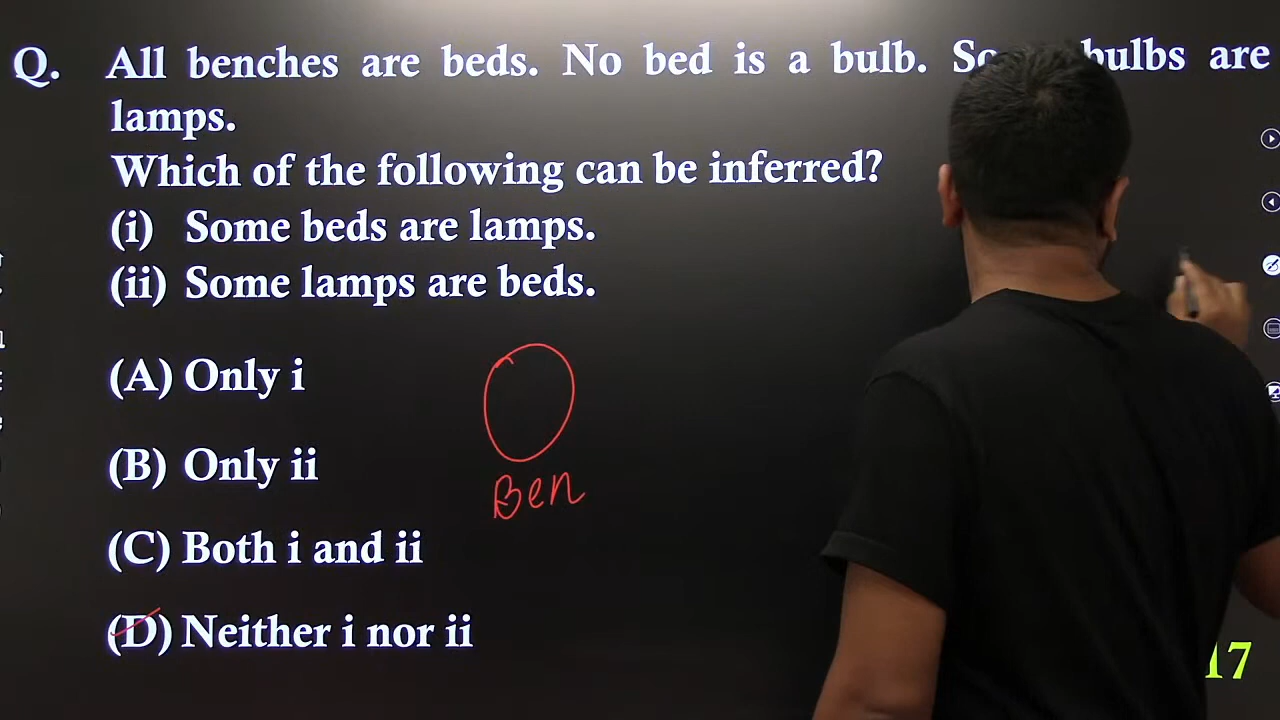 Q. All benches are beds. No bed is a bulb. bulbs are
lamps.
Which of the following can be inferred?
(i) Some beds are lamps.
(ii) Some lamps are beds.
(A) Only i
(B) Only ii
Ben
(C) Both i and ii
(D) Neither i nor ii
17